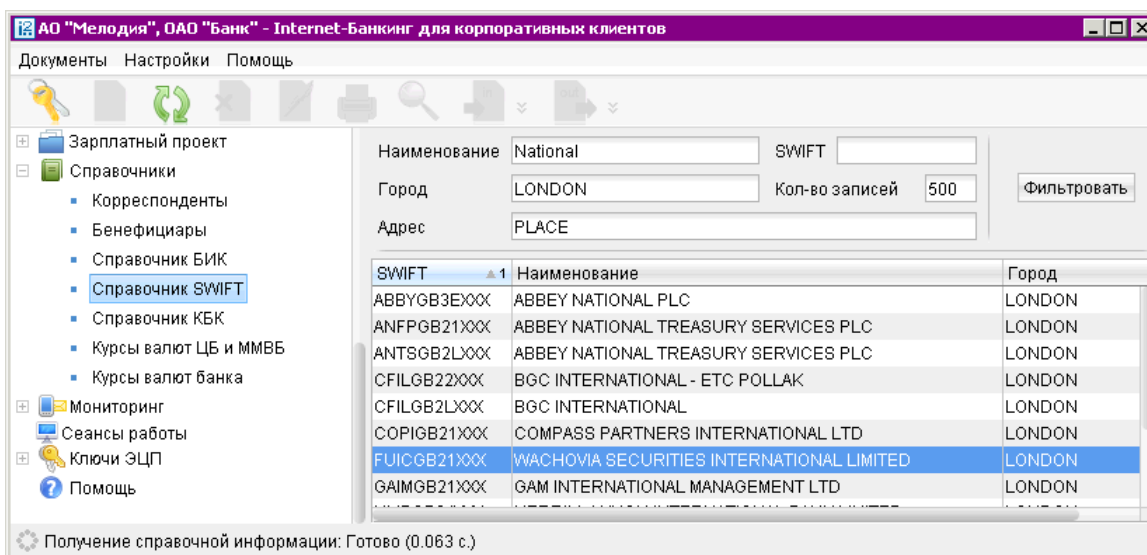 АО "Мелодия", ОАО "Банк" - Internet-Банкинг для корпоративных клиентов
Документы Настройки Помощь
in out
Зарплатный проект
Справочники
Корреспонденты
Бенефициары
Справочник БИК
Справочник SWIFT
Справочник КБК
Курсы валют ЦБ и ММВБ
Курсы валют банка
Мониторинг
Сеансы работы
Ключи ЭЦП
Помощь
Наименование National SWIFT
Город LONDON Кол-во записей 500 Фильтровать
Адрес PLACE
SWIFT 1 Наименование Город
ABBYGB3EXXX ABBEY NATIONAL PLC LONDON
ANFPGB21XXX ABBEY NATIONAL TREASURY SERVICES PLC LONDON
ANTSGB2LXXX ABBEY NATIONAL TREASURY SERVICES PLC LONDON
CFILGB22XXX BGC INTERNATIONAL - ETC POLLAK LONDON
CFILGB2LXXX BGC INTERNATIONAL LONDON
COPIGB21XXX COMPASS PARTNERS INTERNATIONAL LTD LONDON
FUICGB21XXX WACHOVIA SECURITIES INTERNATIONAL LIMITED LONDON
GAIMGB21XXX GAM INTERNATIONAL MANAGEMENT LTD LONDON
Получение справочной информации: Готово (0.063 с.)